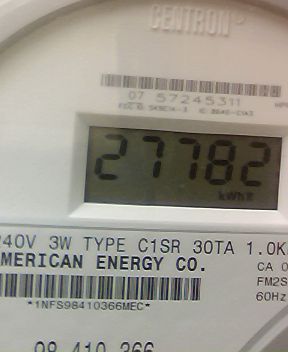 CENTRON
07 57245311
27782
kWh
240V 3W TYPE C1SR 30TA 1.0K
AMERICAN ENERGY CO.
CA 0
FM2S
60Hz
*1NFS98410366MEC*
98 410 366